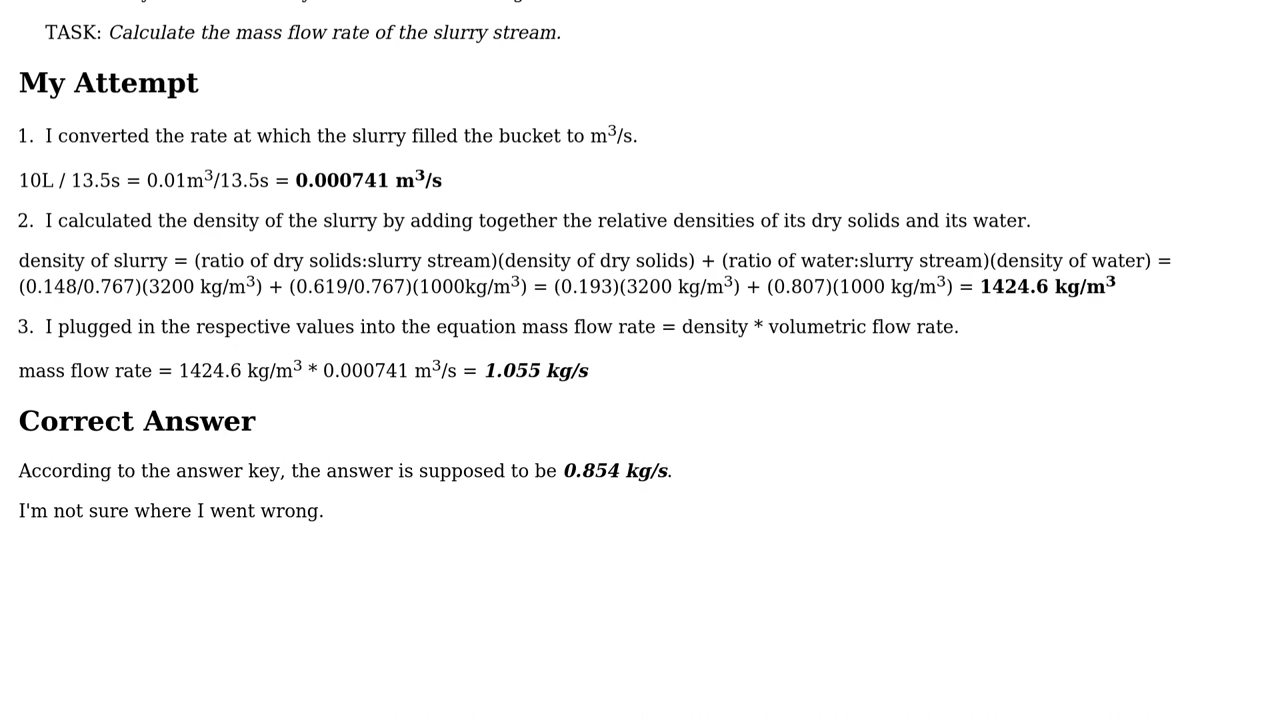 TASK: Calculate the mass flow rate of the slurry stream.
My Attempt
1. I converted the rate at which the slurry filled the bucket to m³/s.
10L / 13.5s = 0.01m³/13.5s = 0.000741 m³/s
2. I calculated the density of the slurry by adding together the relative densities of its dry solids and its water.
density of slurry = (ratio of dry solids:slurry stream)(density of dry solids) + (ratio of water:slurry stream)(density of water) =
(0.148/0.767)(3200 kg/m³) + (0.619/0.767)(1000kg/m³) = (0.193)(3200 kg/m³) + (0.807)(1000 kg/m³) = 1424.6 kg/m³
3. I plugged in the respective values into the equation mass flow rate = density * volumetric flow rate.
mass flow rate = 1424.6 kg/m³ * 0.000741 m³/s = 1.055 kg/s
Correct Answer
According to the answer key, the answer is supposed to be 0.854 kg/s.
I'm not sure where I went wrong.